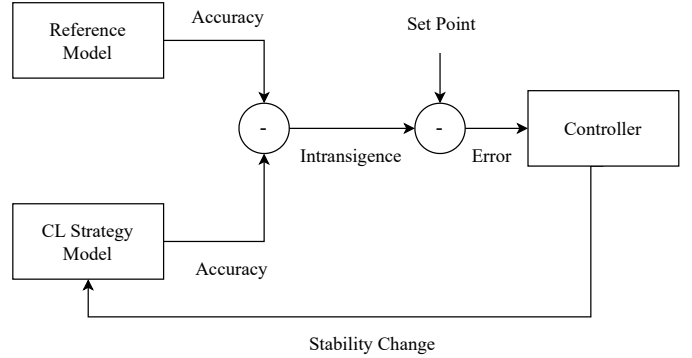 Reference
Model
Accuracy
Set Point
-
-
Controller
Intransigence
Error
CL Strategy
Model
Accuracy
Stability Change